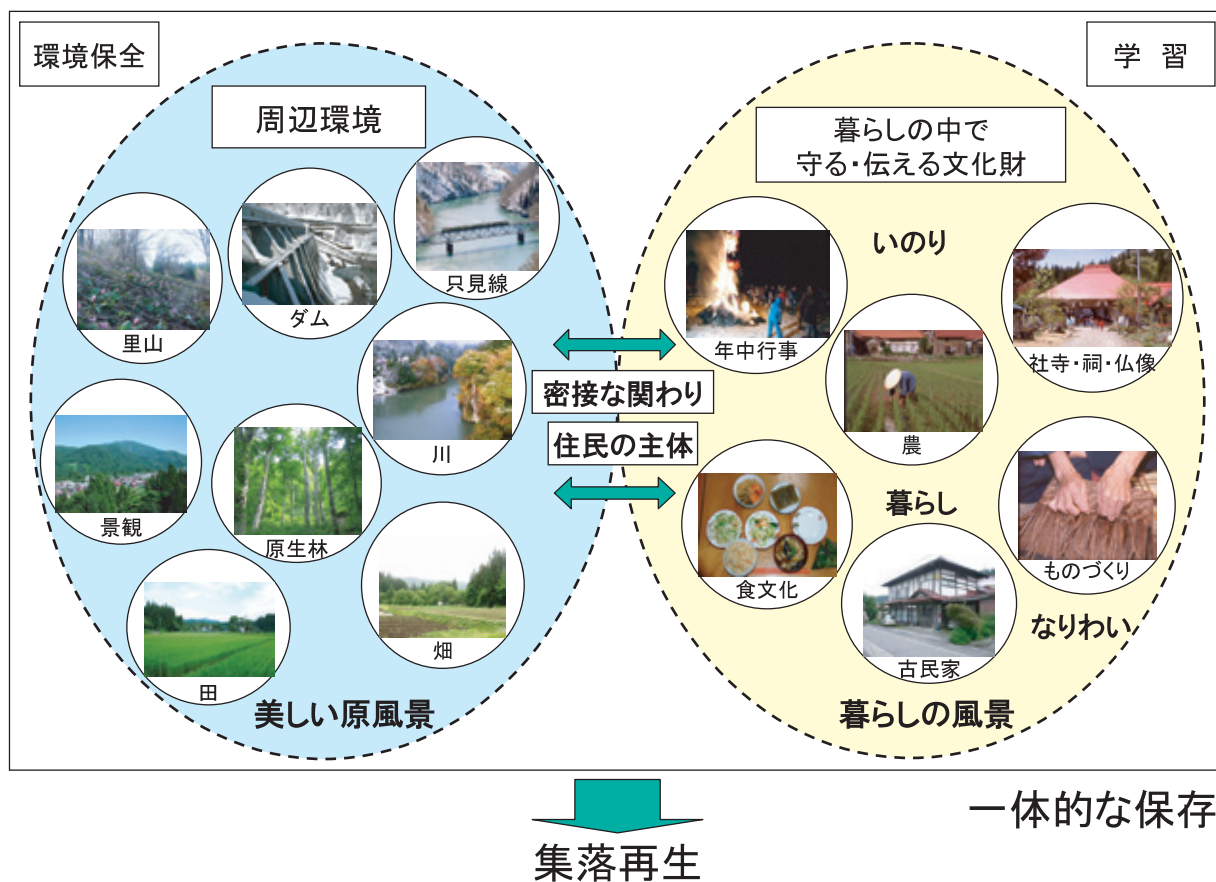 環境保全
学 習
周辺環境
暮らしの中で
守る・伝える文化財
里山
ダム
只見線
川
景観
原生林
田
畑
美しい原風景
密接な関わり
住民の主体
いのり
年中行事
社寺・祠・仏像
農
暮らし
食文化
ものづくり
古民家
なりわい
暮らしの風景
一体的な保存
集落再生